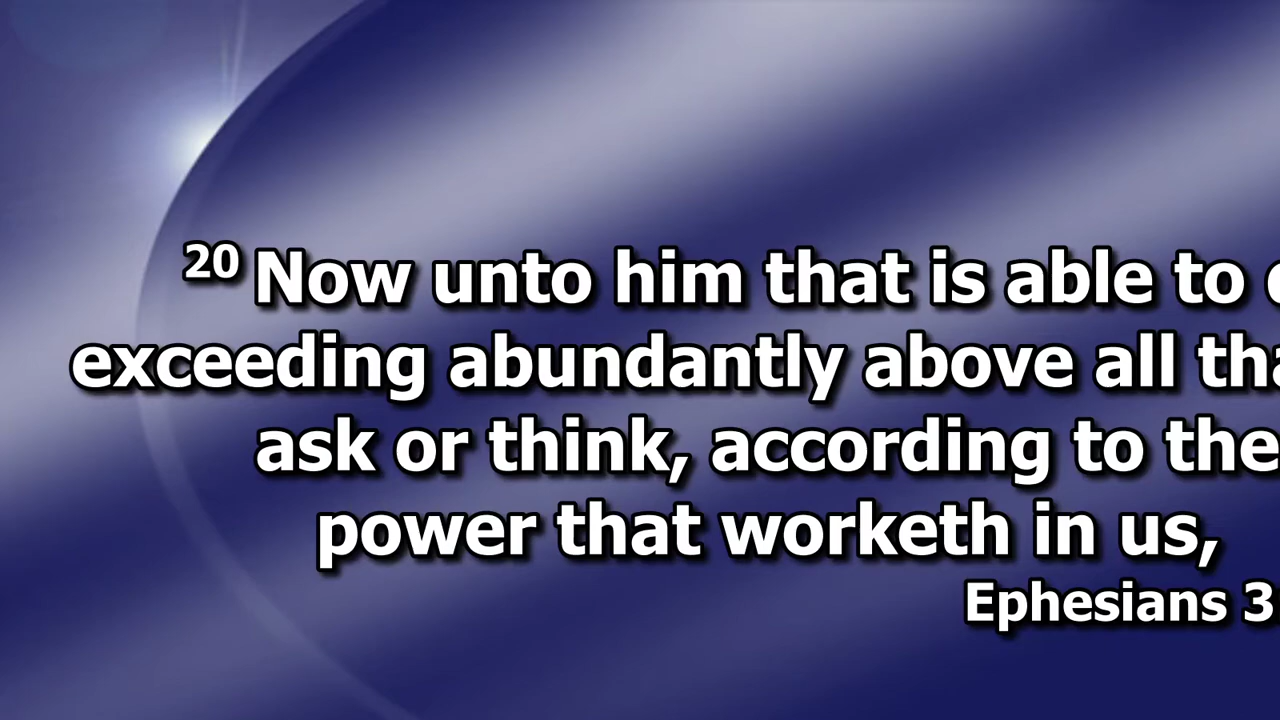 20 Now unto him that is able to
exceeding abundantly above all
ask or think, according to the
power that worketh in us,
Ephesians 3